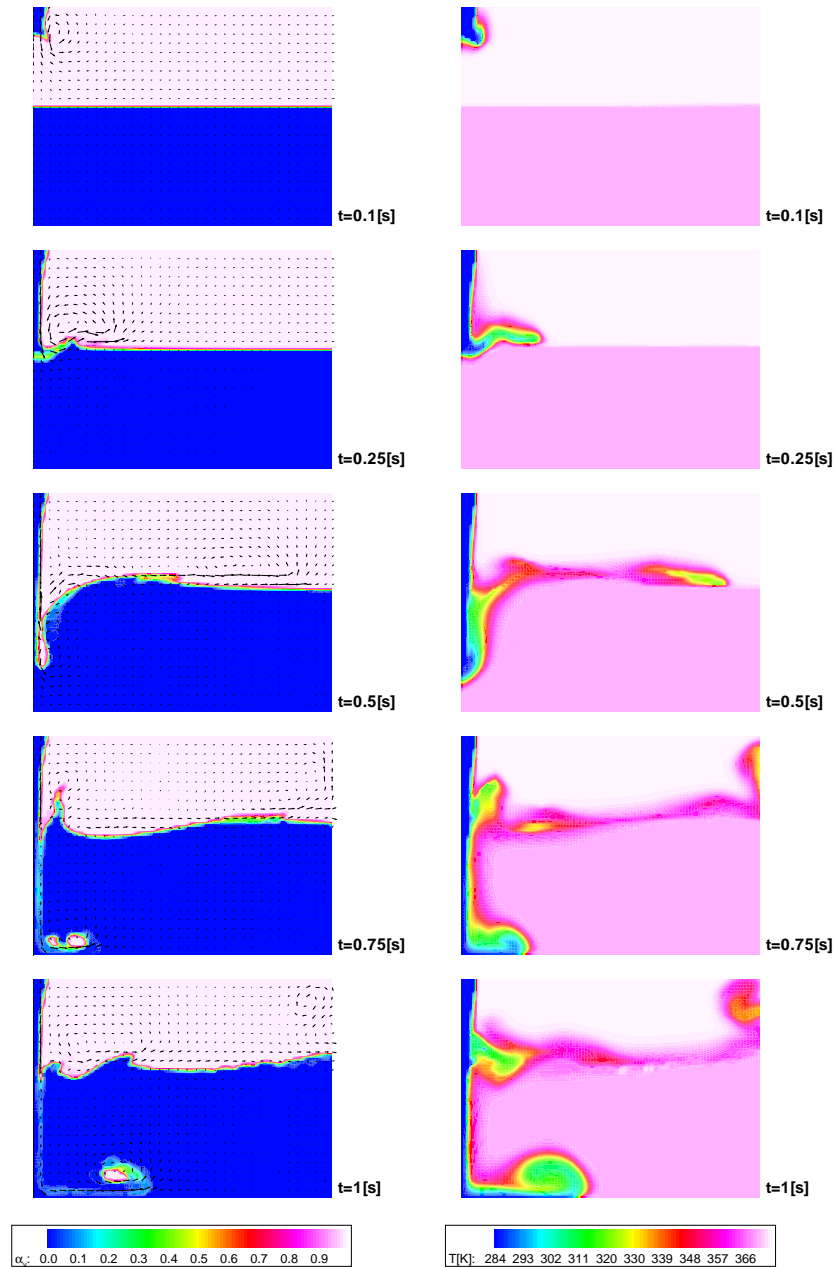 t=0.1[s]
t=0.1[s]
t=0.25[s]
t=0.25[s]
t=0.5[s]
t=0.5[s]
t=0.75[s]
t=0.75[s]
t=1[s]
t=1[s]
αᵥ: 0.0 0.1 0.2 0.3 0.4 0.5 0.6 0.7 0.8 0.9
T[K]: 284 293 302 311 320 330 339 348 357 366